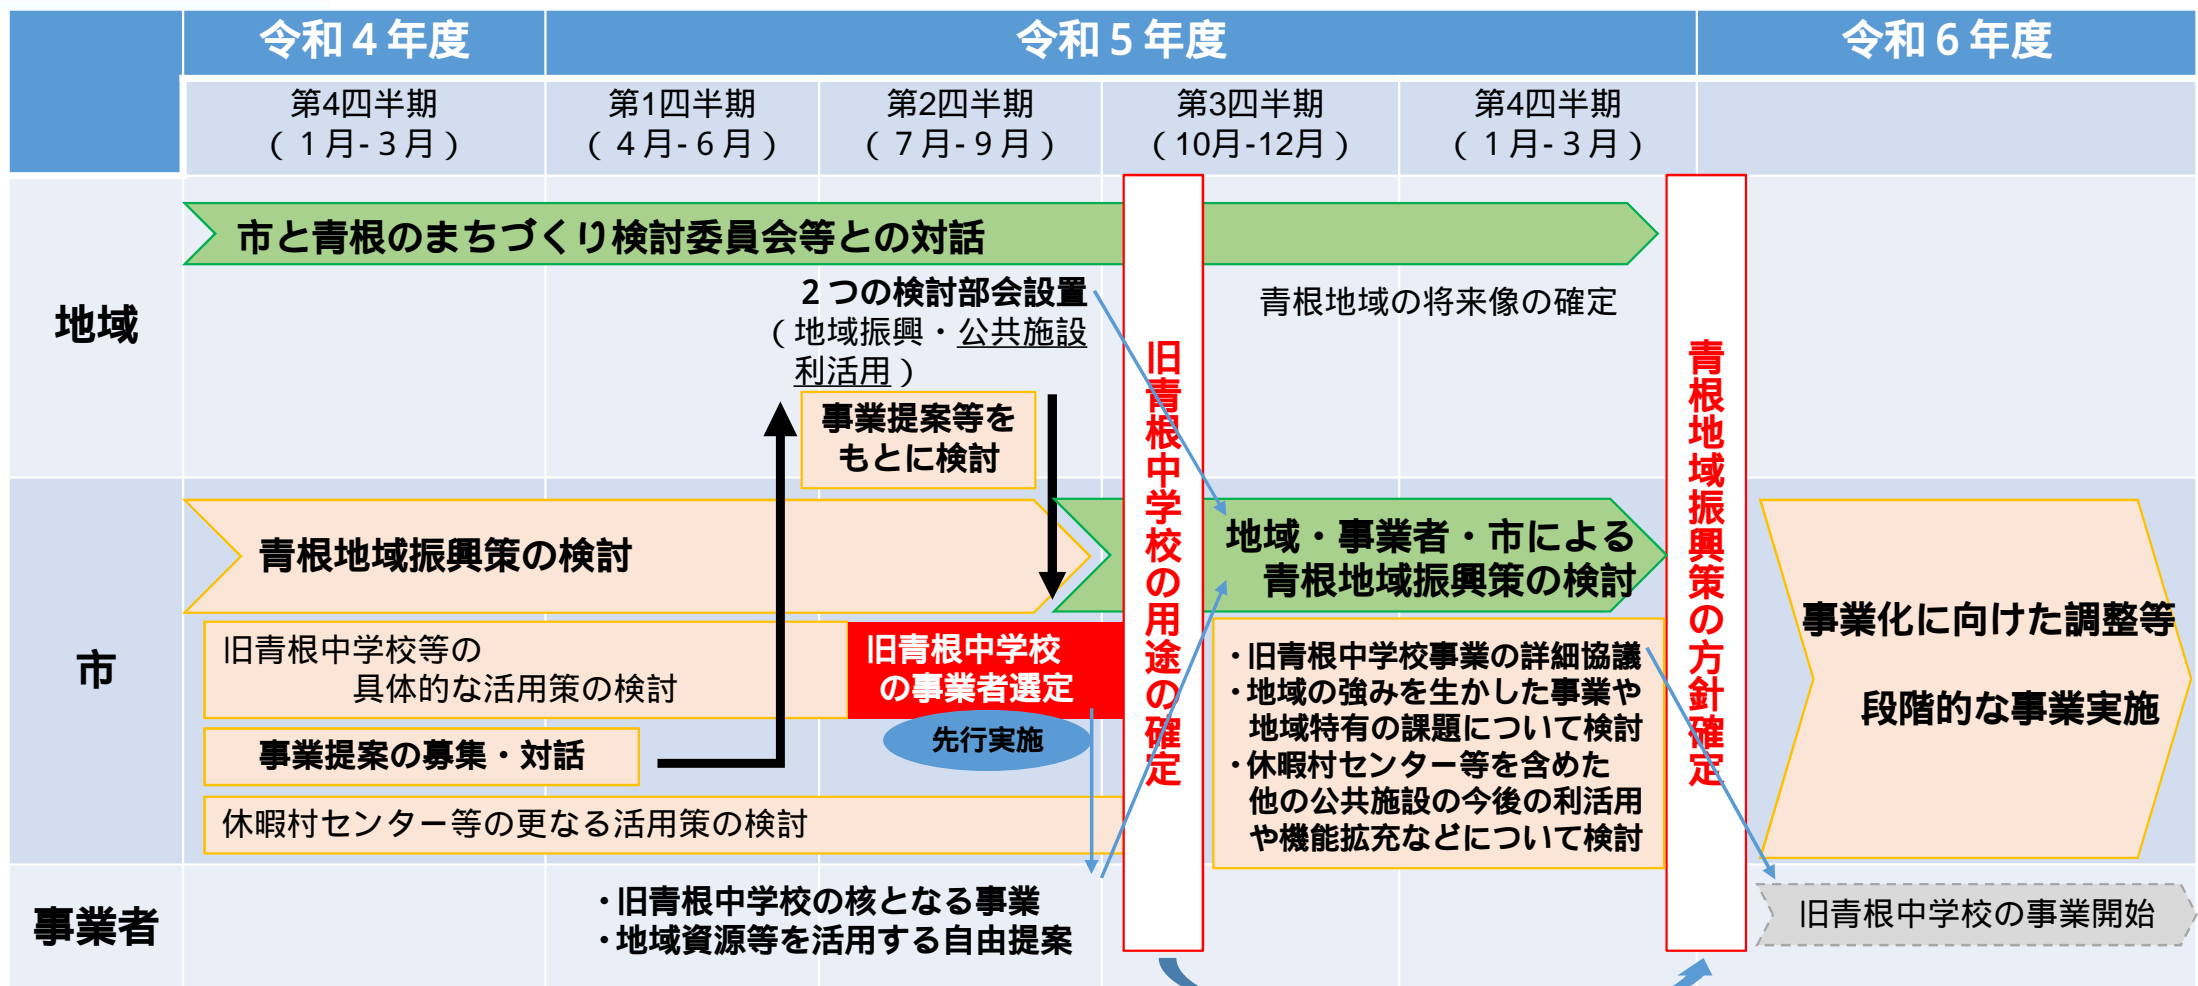 令和４年度
令和５年度
令和６年度
第4四半期
（１月-３月）
第1四半期
（４月-６月）
第2四半期
（７月-９月）
第3四半期
（10月-12月）
第4四半期
（１月-３月）
地域
市と青根のまちづくり検討委員会等との対話
２つの検討部会設置
（地域振興・公共施設
利活用）
青根地域の将来像の確定
事業提案等を
もとに検討
旧青根中学校の用途の確定
青根地域振興策の方針確定
市
青根地域振興策の検討
地域・事業者・市による
青根地域振興策の検討
旧青根中学校等の
具体的な活用策の検討
旧青根中学校
の事業者選定
先行実施
事業提案の募集・対話
休暇村センター等の更なる活用策の検討
・旧青根中学校事業の詳細協議
・地域の強みを生かした事業や
地域特有の課題について検討
・休暇村センター等を含めた
他の公共施設の今後の利活用
や機能拡充などについて検討
事業化に向けた調整等
段階的な事業実施
事業者
・旧青根中学校の核となる事業
・地域資源等を活用する自由提案
旧青根中学校の事業開始